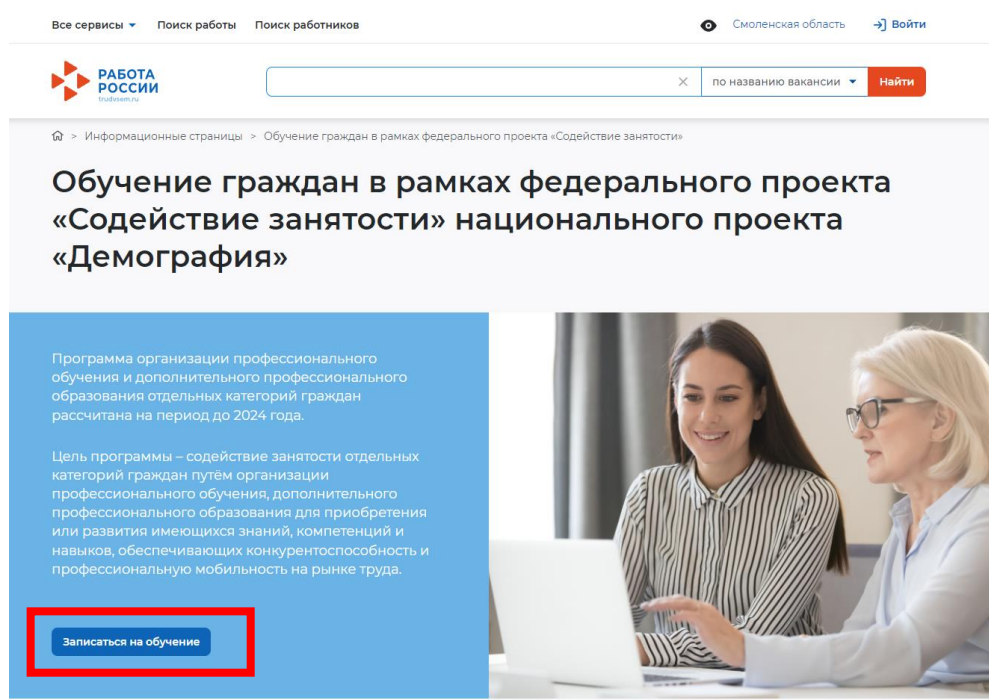 Все сервисы Поиск работы Поиск работников Смоленская область Войти
РАБОТА
РОССИИ
trudvsem.ru
по названию вакансии Найти
> Информационные страницы > Обучение граждан в рамках федерального проекта «Содействие занятости»
Обучение граждан в рамках федерального проекта
«Содействие занятости» национального проекта
«Демография»
Программа организации профессионального
обучения и дополнительного профессионального
образования отдельных категорий граждан
рассчитана на период до 2024 года.
Цель программы – содействие занятости отдельных
категорий граждан путём организации
профессионального обучения, дополнительного
профессионального образования для приобретения
или развития имеющихся знаний, компетенций и
навыков, обеспечивающих конкурентоспособность и
профессиональную мобильность на рынке труда.
Записаться на обучение